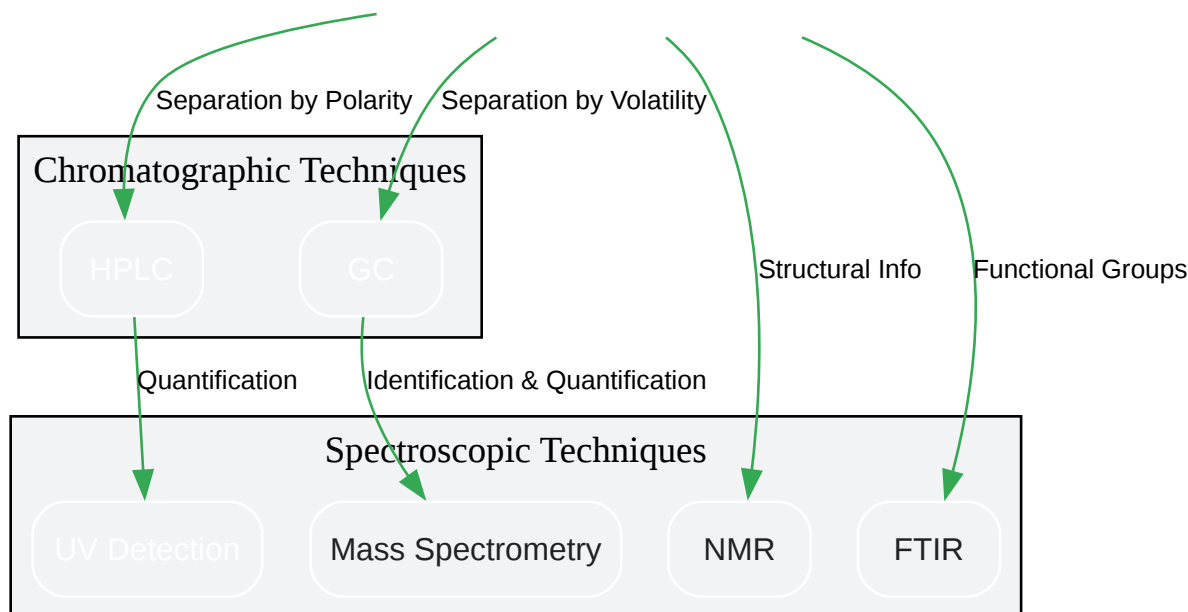 Separation by Polarity
Separation by Volatility
Chromatographic Techniques
HPLC
GC
Structural Info
Functional Groups
Quantification
Identification & Quantification
Spectroscopic Techniques
UV Detection
Mass Spectrometry
NMR
FTIR